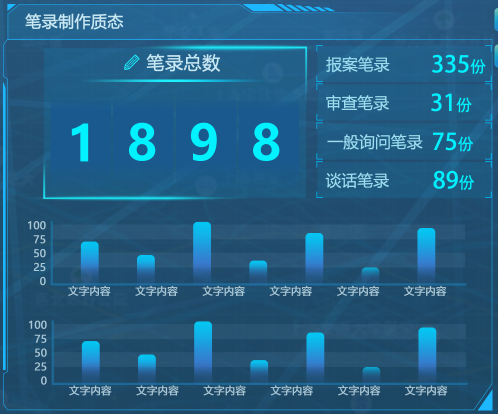 笔录制作质态
笔录总数
1 8 9 8
报案笔录 335份
审查笔录 31份
一般询问笔录 75份
谈话笔录 89份
100
75
50
25
0
文字内容 文字内容 文字内容 文字内容 文字内容 文字内容
100
75
50
25
0
文字内容 文字内容 文字内容 文字内容 文字内容 文字内容